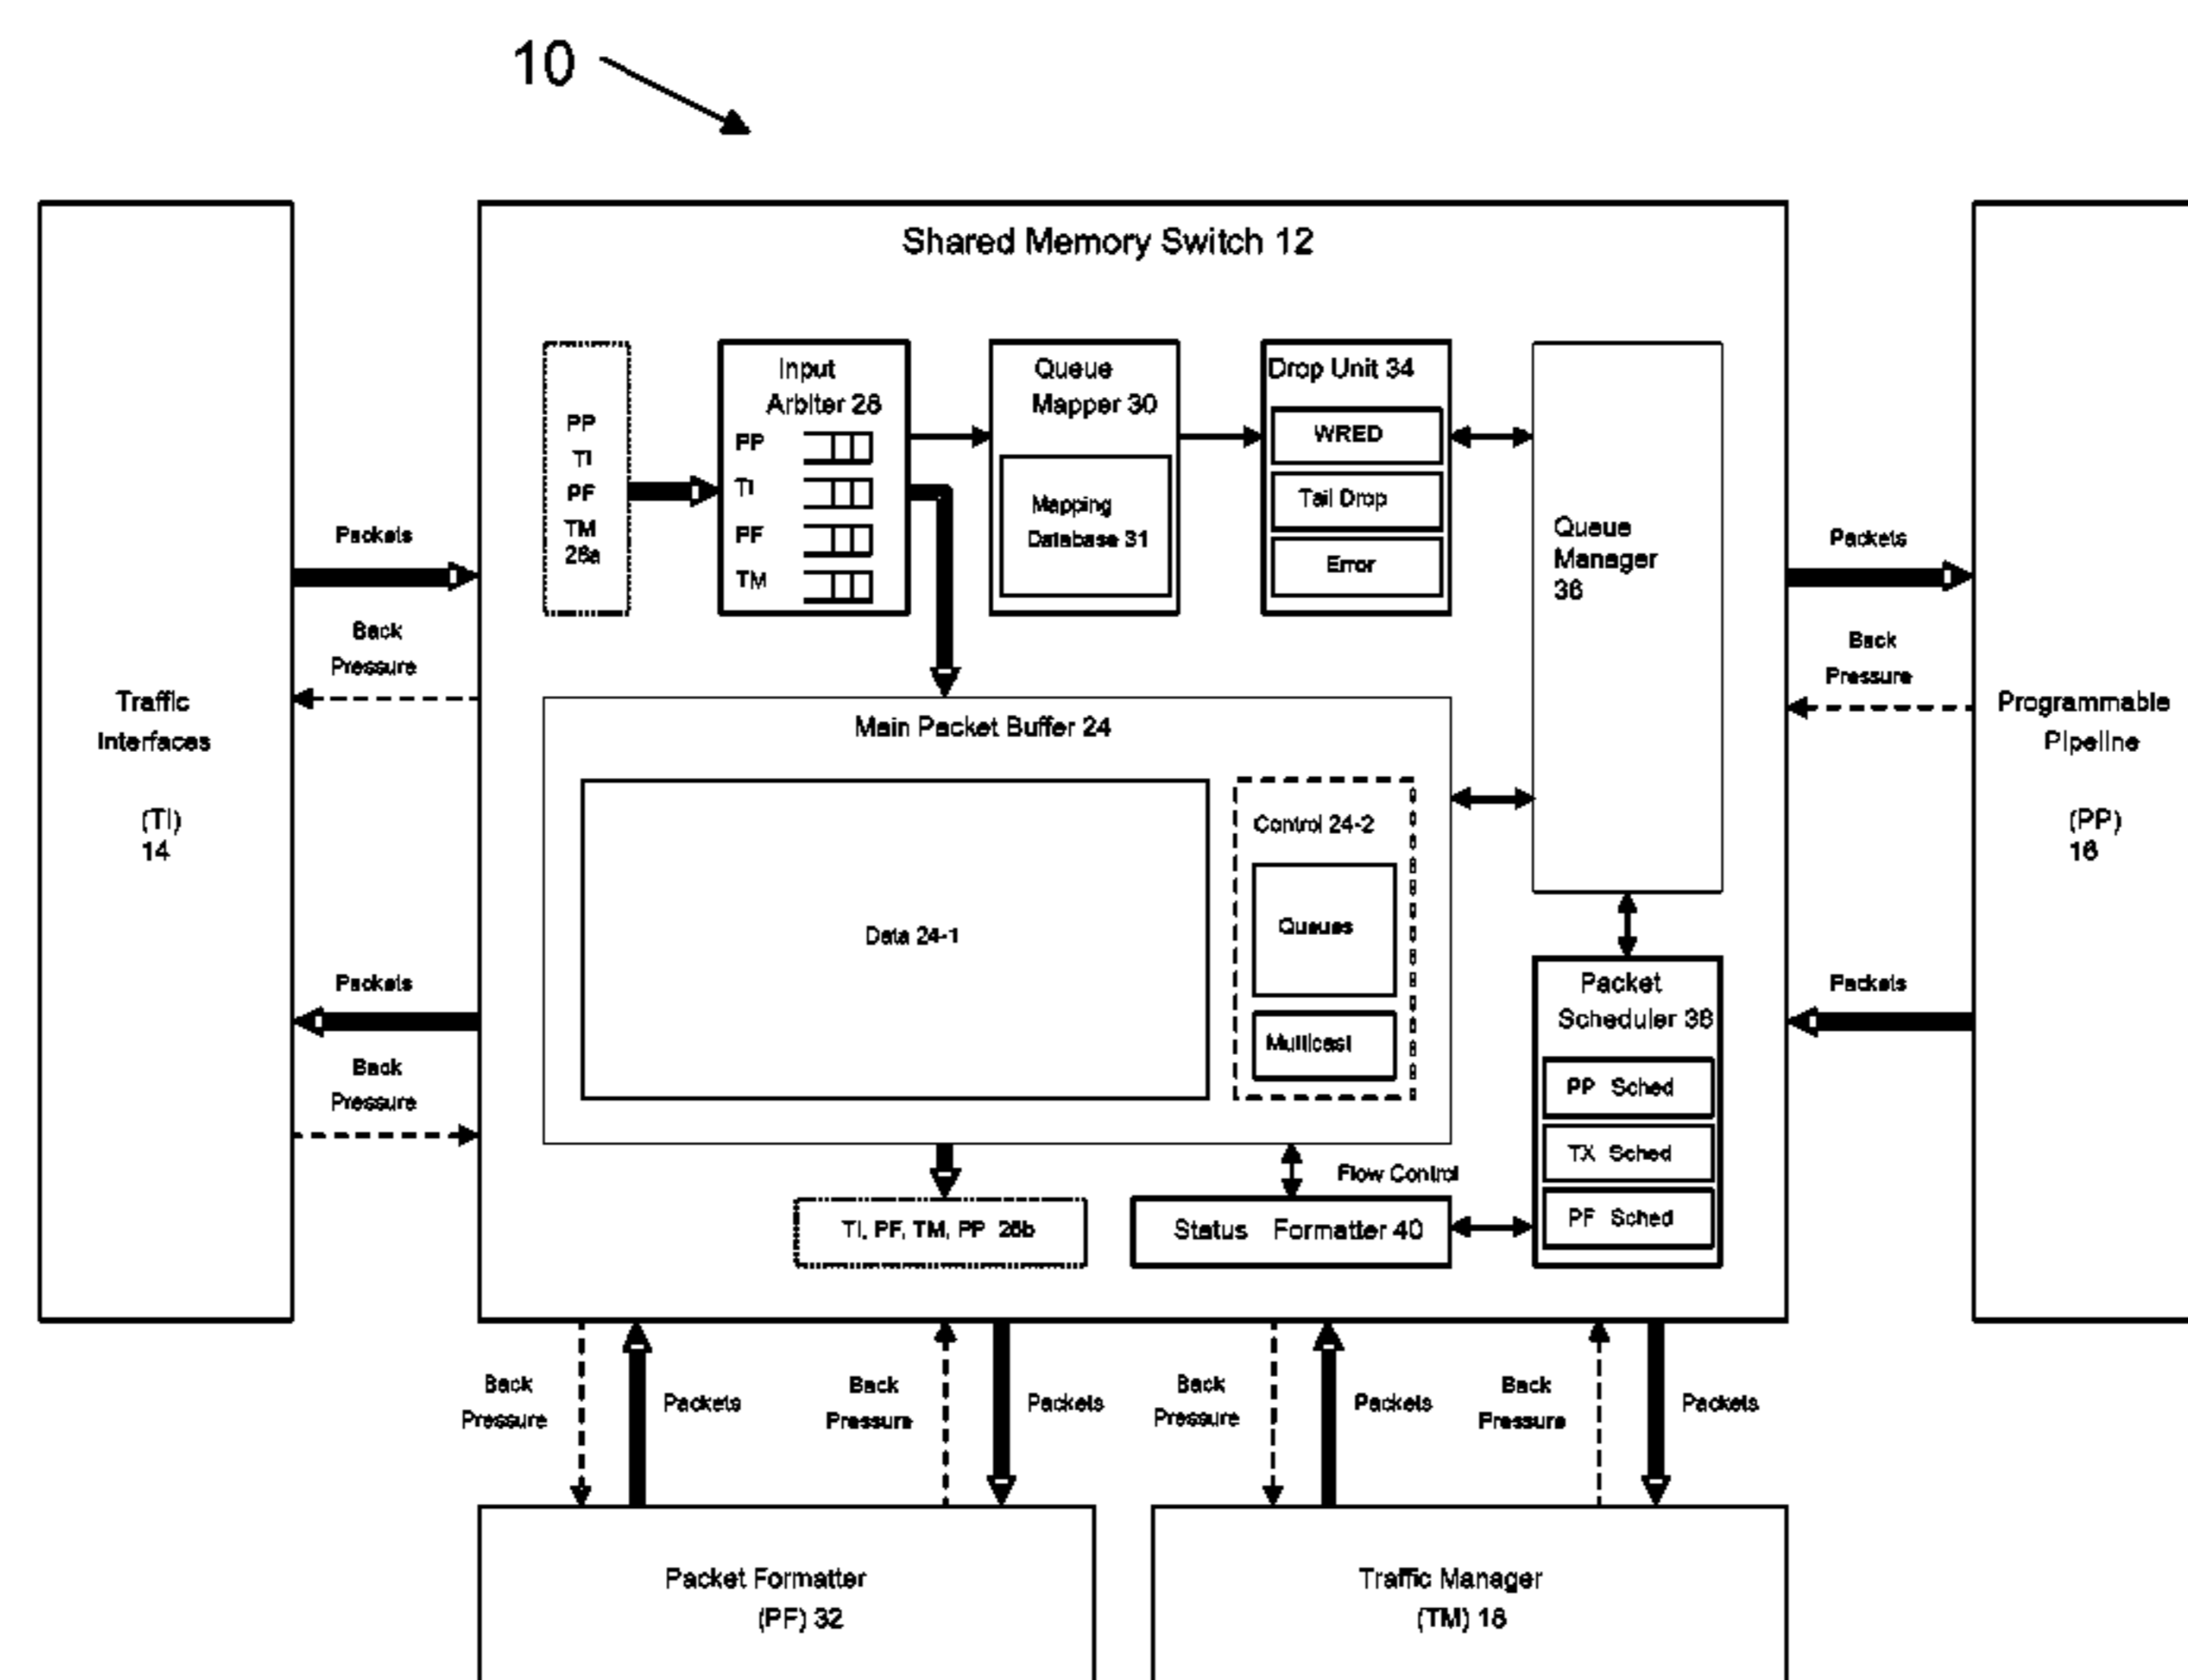 10
Shared Memory Switch 12
Traffic
Interfaces
(TI)
14
Packets
Back
Pressure
Packets
Back
Pressure
PP
TI
PF
TM
26a
Input
Arbiter 28
PP
TI
PF
TM
Queue
Mapper 30
Mapping
Database 31
Drop Unit 34
WRED
Tail Drop
Error
Queue
Manager
36
Main Packet Buffer 24
Data 24-1
Control 24-2
Queues
Multicast
Packet
Scheduler 38
PP Sched
TX Sched
PF Sched
Flow Control
TI, PF, TM, PP 26b
Status Formatter 40
Packets
Back
Pressure
Packets
Programmable
Pipeline
(PP)
16
Back
Pressure
Packets
Back
Pressure
Packets
Back
Pressure
Packets
Back
Pressure
Packets
Packet Formatter
(PF) 32
Traffic Manager
(TM) 18